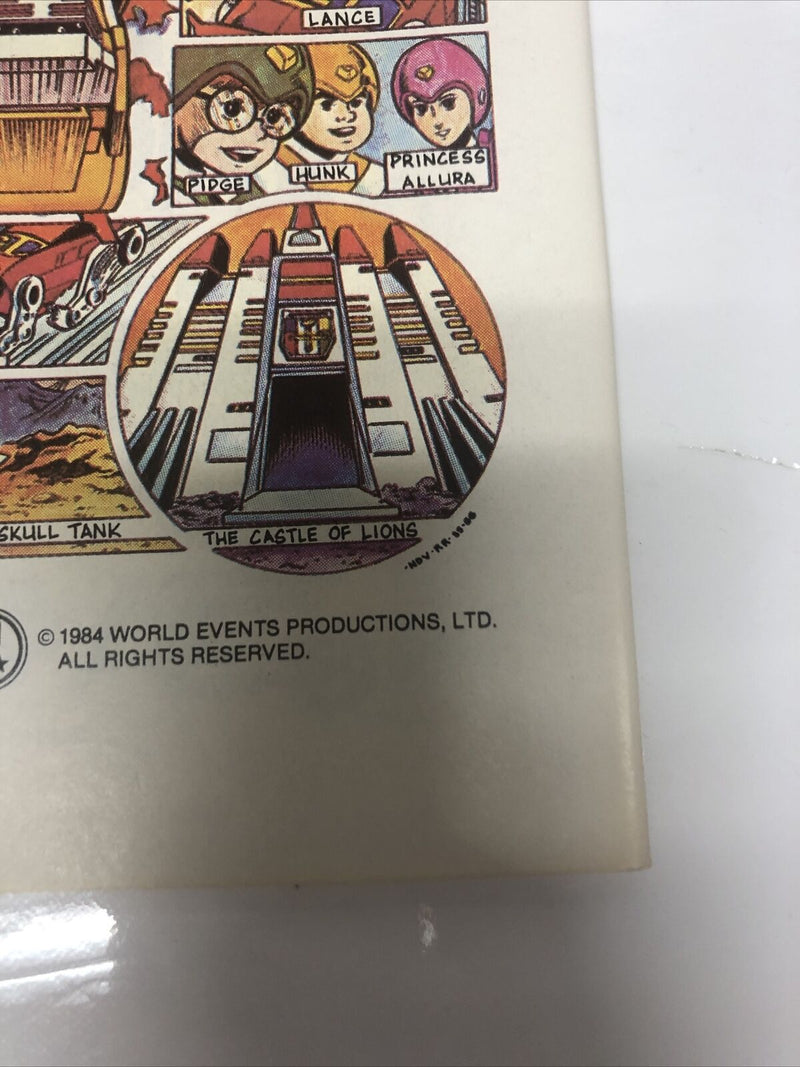 LANCE
PIDGE
HUNK
PRINCESS
ALLURA
SKULL TANK
THE CASTLE OF LIONS
© 1984 WORLD EVENTS PRODUCTIONS, LTD.
ALL RIGHTS RESERVED.